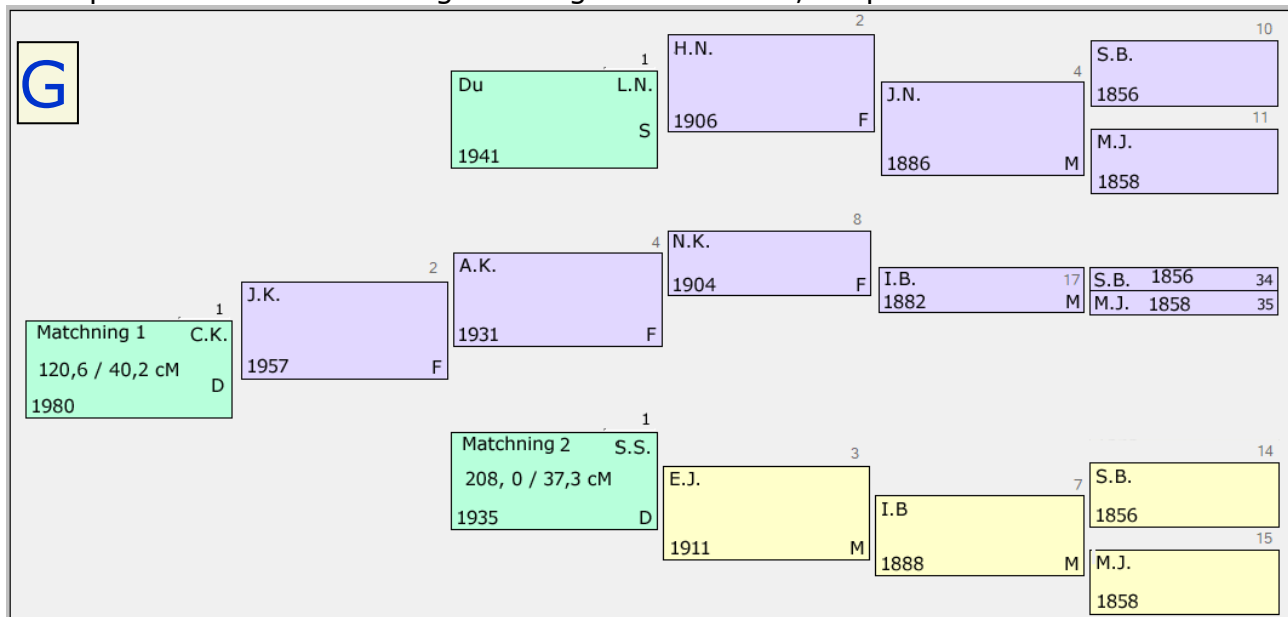 G
1
Du L.N.
S
1941
2
H.N.
1906 F
4
J.N.
1886 M
10
S.B.
1856
11
M.J.
1858
1
Matchning 1 C.K.
120,6 / 40,2 cM
D
1980
2
J.K.
1957 F
4
A.K.
1931 F
8
N.K.
1904 F
I.B. 17
1882 M
S.B. 1856 34
M.J. 1858 35
1
Matchning 2 S.S.
208, 0 / 37,3 cM
1935 D
3
E.J.
1911 M
7
I.B
1888 M
14
S.B.
1856
15
M.J.
1858